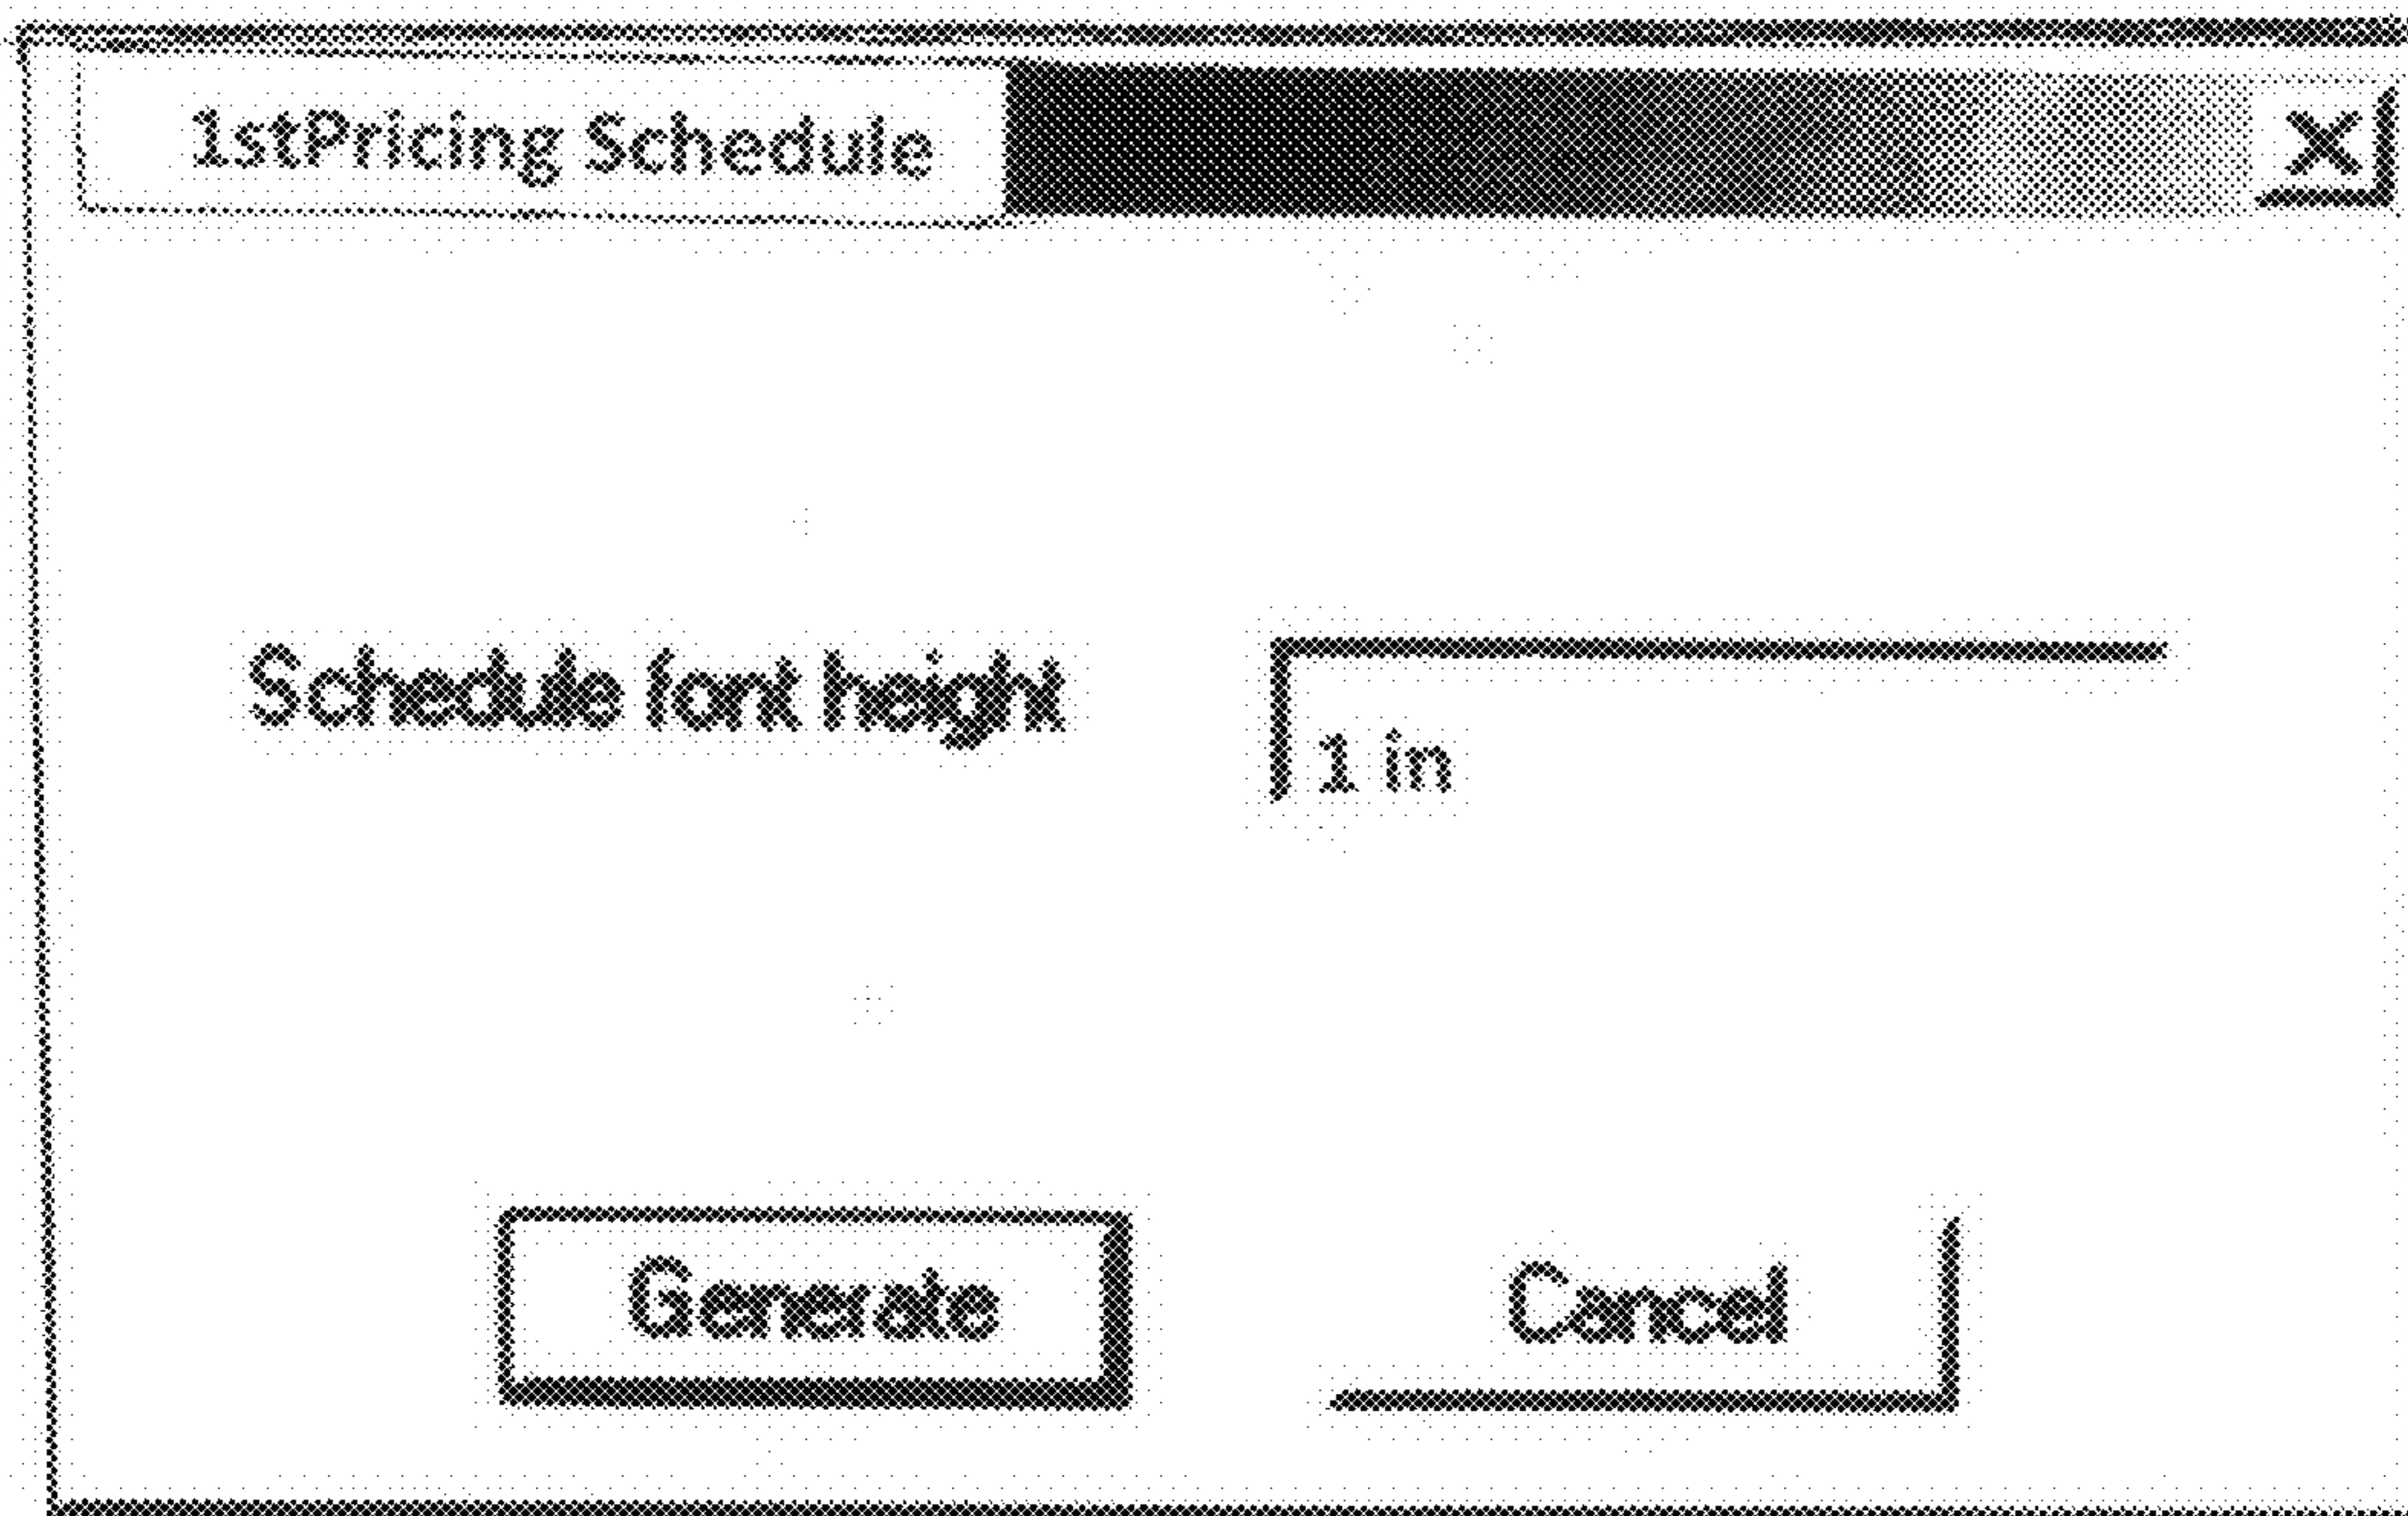 1stPricing Schedule
Schedule font height
1 in
Generate
Cancel